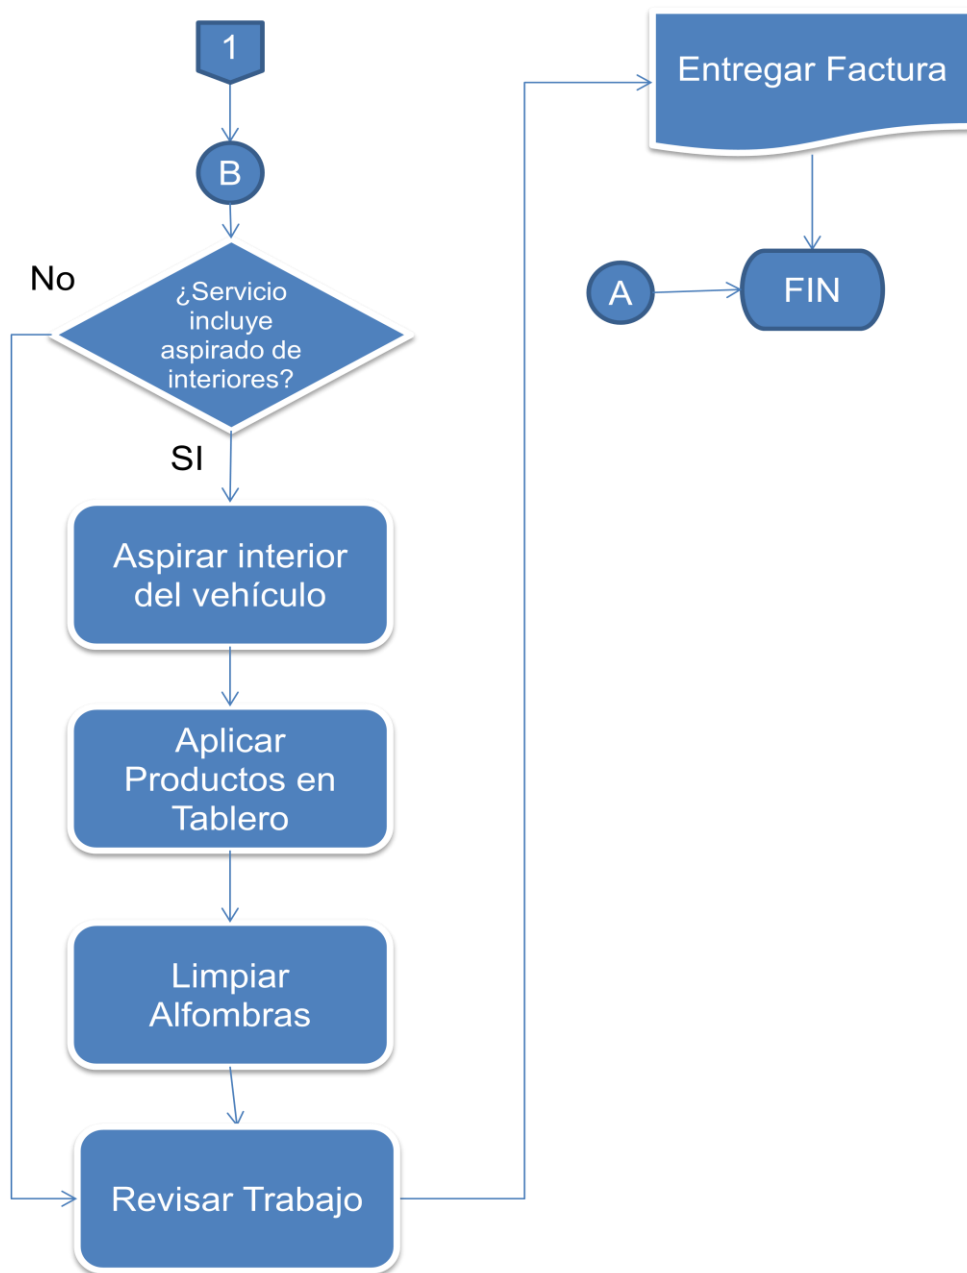 1
B
No
¿Servicio
incluye
aspirado de
interiores?
SI
Aspirar interior
del vehículo
Aplicar
Productos en
Tablero
Limpiar
Alfombras
Revisar Trabajo
Entregar Factura
A
FIN